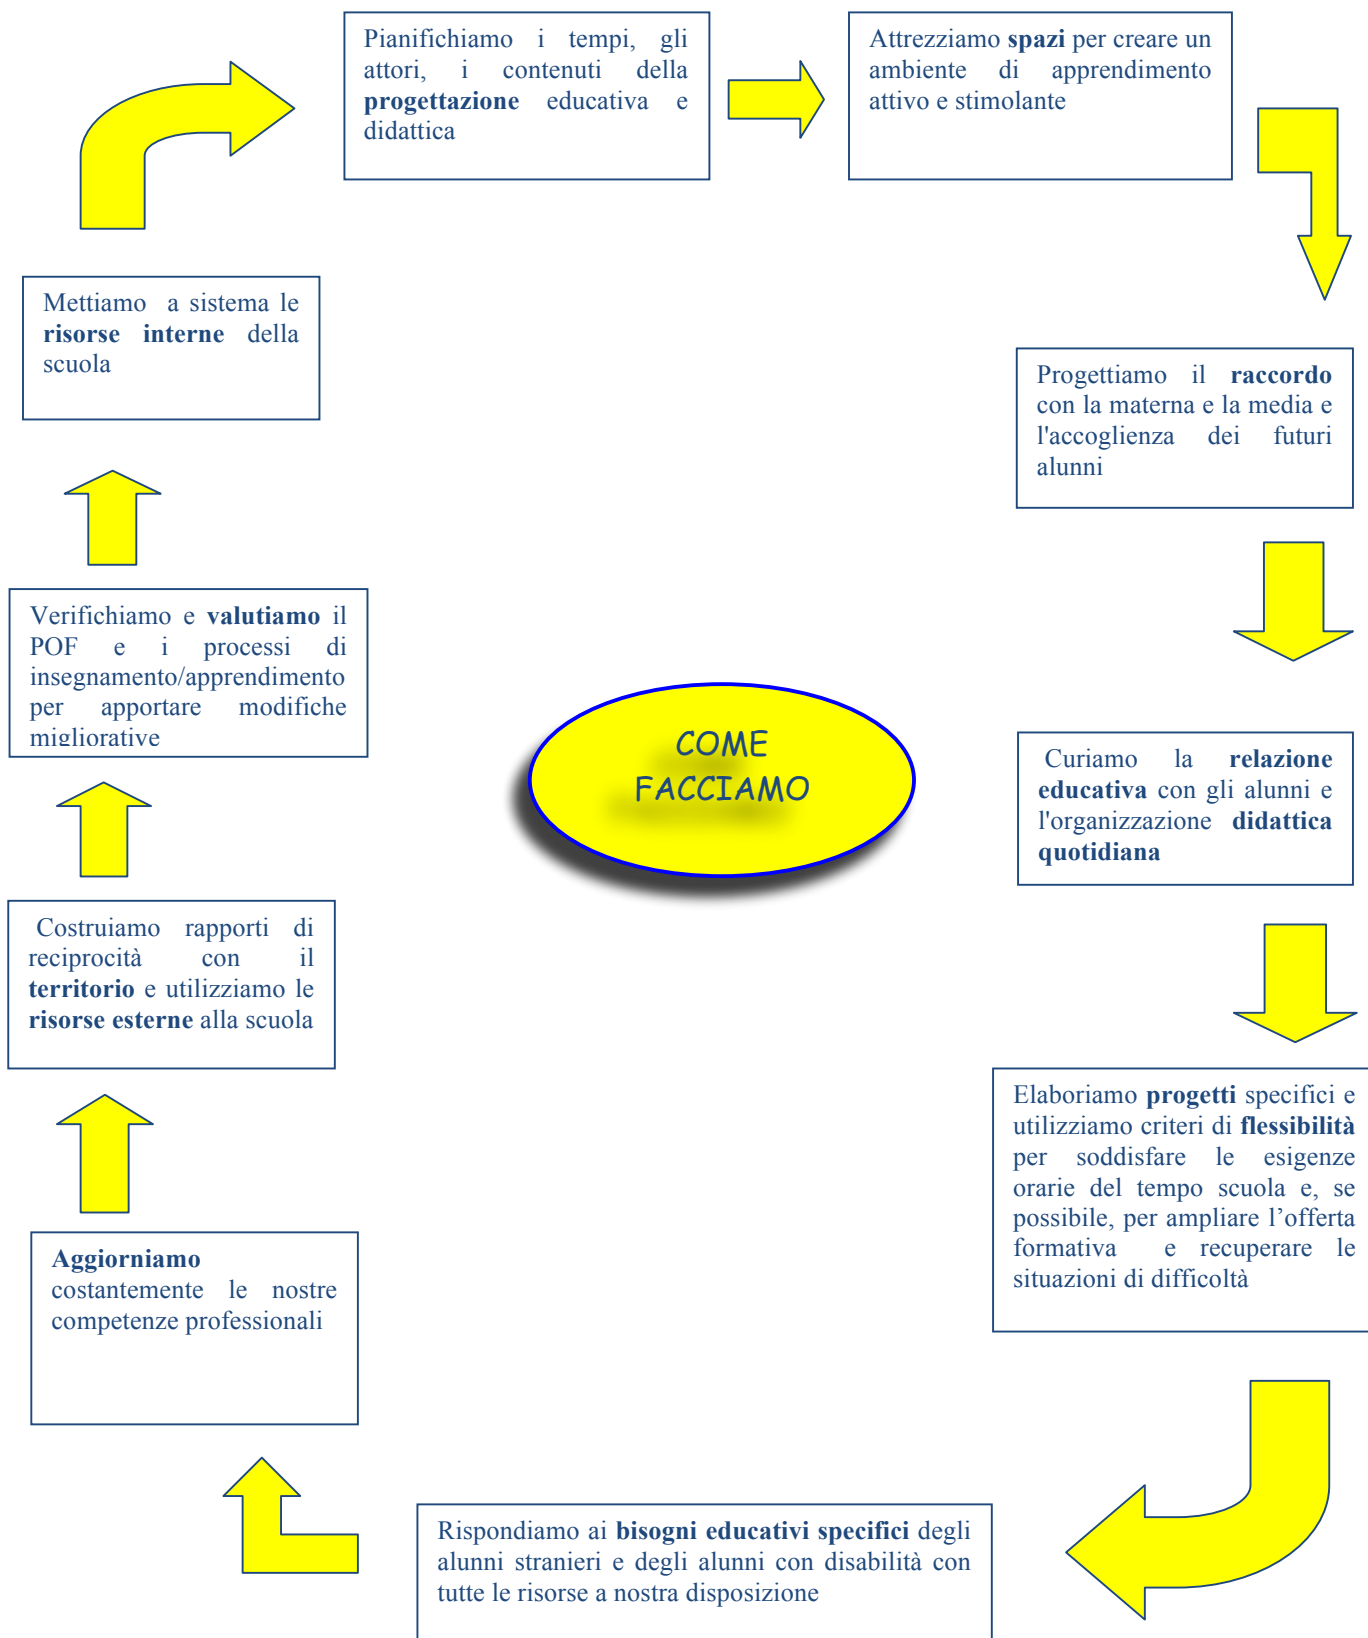 Pianifichiamo i tempi, gli
attori, i contenuti della
progettazione educativa e
didattica
Attrezziamo spazi per creare un
ambiente di apprendimento
attivo e stimolante
Progettiamo il raccordo
con la materna e la media e
l'accoglienza dei futuri
alunni
Curiamo la relazione
educativa con gli alunni e
l'organizzazione didattica
quotidiana
Elaboriamo progetti specifici e
utilizziamo criteri di flessibilità
per soddisfare le esigenze
orarie del tempo scuola e, se
possibile, per ampliare l’offerta
formativa e recuperare le
situazioni di difficoltà
Rispondiamo ai bisogni educativi specifici degli
alunni stranieri e degli alunni con disabilità con
tutte le risorse a nostra disposizione
Aggiorniamo
costantemente le nostre
competenze professionali
Costruiamo rapporti di
reciprocità con il
territorio e utilizziamo le
risorse esterne alla scuola
Verifichiamo e valutiamo il
POF e i processi di
insegnamento/apprendimento
per apportare modifiche
migliorative
Mettiamo a sistema le
risorse interne della
scuola
COME
FACCIAMO